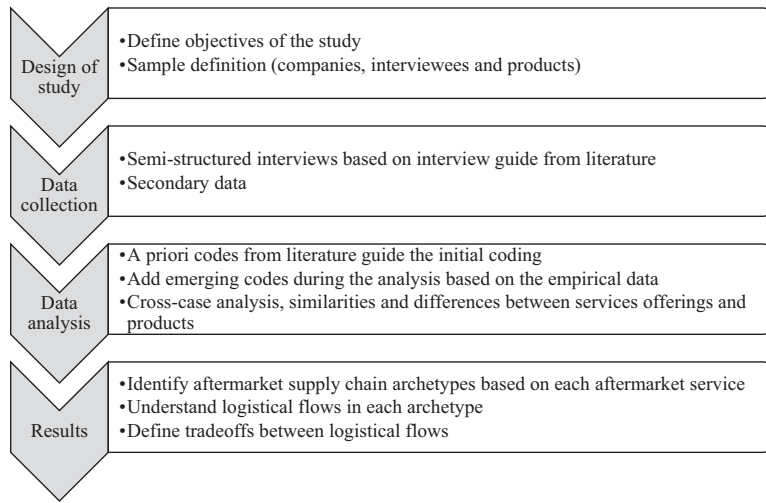 Design of
study
•Define objectives of the study
•Sample definition (companies, interviewees and products)
Data
collection
•Semi-structured interviews based on interview guide from literature
•Secondary data
Data
analysis
•A priori codes from literature guide the initial coding
•Add emerging codes during the analysis based on the empirical data
•Cross-case analysis, similarities and differences between services offerings and
products
Results
•Identify aftermarket supply chain archetypes based on each aftermarket service
•Understand logistical flows in each archetype
•Define tradeoffs between logistical flows